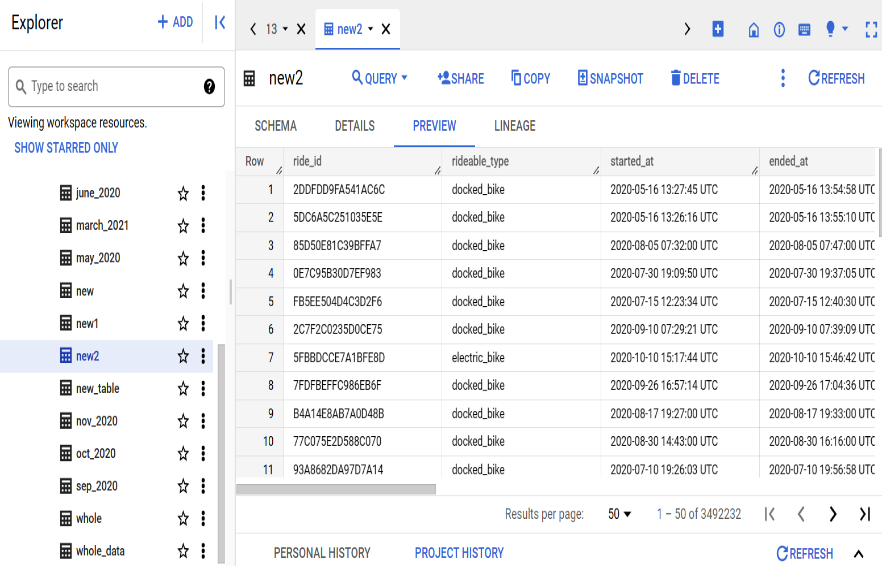 Explorer
+ ADD
Type to search
Viewing workspace resources.
SHOW STARRED ONLY
june_2020
march_2021
may_2020
new
new1
new2
new_table
nov_2020
oct_2020
sep_2020
whole
whole_data
13
new2
new2
QUERY
SHARE
COPY
SNAPSHOT
DELETE
REFRESH
SCHEMA DETAILS PREVIEW LINEAGE
Row ride_id rideable_type started_at ended_at
1 2DDFDD9FA541AC6C docked_bike 2020-05-16 13:27:45 UTC 2020-05-16 13:54:58 UTC
2 5DC6A5C251035E5E docked_bike 2020-05-16 13:26:16 UTC 2020-05-16 13:55:10 UTC
3 85D50E81C39BFFA7 docked_bike 2020-08-05 07:32:00 UTC 2020-08-05 07:47:00 UTC
4 0E7C95B30D7EF983 docked_bike 2020-07-30 19:09:50 UTC 2020-07-30 19:37:05 UTC
5 FB5EE504D4C3D2F6 docked_bike 2020-07-15 12:23:34 UTC 2020-07-15 12:40:30 UTC
6 2C7F2C0235D0CE75 docked_bike 2020-09-10 07:29:21 UTC 2020-09-10 07:39:09 UTC
7 5FBBDCCE7A1BFE8D electric_bike 2020-10-10 15:17:44 UTC 2020-10-10 15:46:42 UTC
8 7FDFBEFFC986EB6F docked_bike 2020-09-26 16:57:14 UTC 2020-09-26 17:04:36 UTC
9 B4A14E8AB7A0D48B docked_bike 2020-08-17 19:27:00 UTC 2020-08-17 19:33:00 UTC
10 77C075E2D588C070 docked_bike 2020-08-30 14:43:00 UTC 2020-08-30 16:16:00 UTC
11 93A8682DA97D7A14 docked_bike 2020-07-10 19:26:03 UTC 2020-07-10 19:56:58 UTC
Results per page: 50 1 – 50 of 3492232
PERSONAL HISTORY PROJECT HISTORY REFRESH